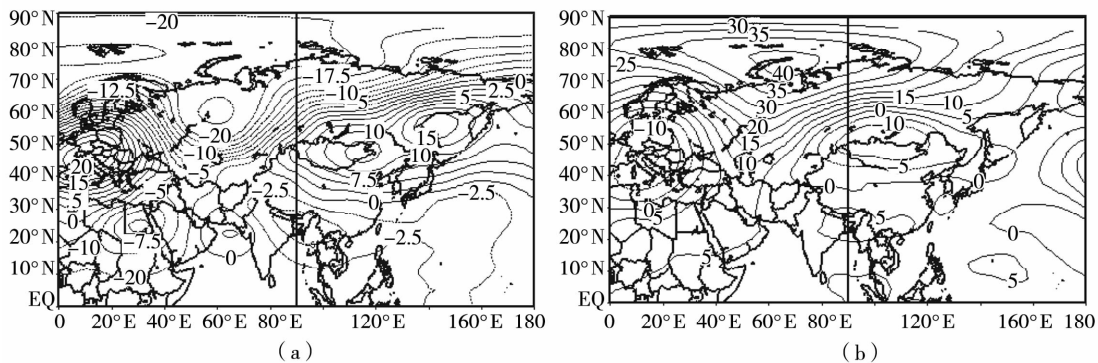 90°N −20
80°N
70°N −12.5 −17.5 0
60°N −10 −5 5 2.5
50°N −20 10 15
40°N 20 −10 10
15 −5 −5 7.5
30°N 5 −2.5 0 −2.5
20°N 0 −7.5 −2.5
10°N −10 0
EQ −20
0 20°E 40°E 60°E 80°E 120°E 160°E 180
(a)
90°N 30
80°N 35
70°N 25 40
60°N 35 30 15
50°N −10 20 0 −10 5
40°N 15 10 −5
30°N 0 0
20°N 0 5 5 0
10°N 5 5
EQ
0 20°E 40°E 60°E 80°E 120°E 160°E 180
(b)